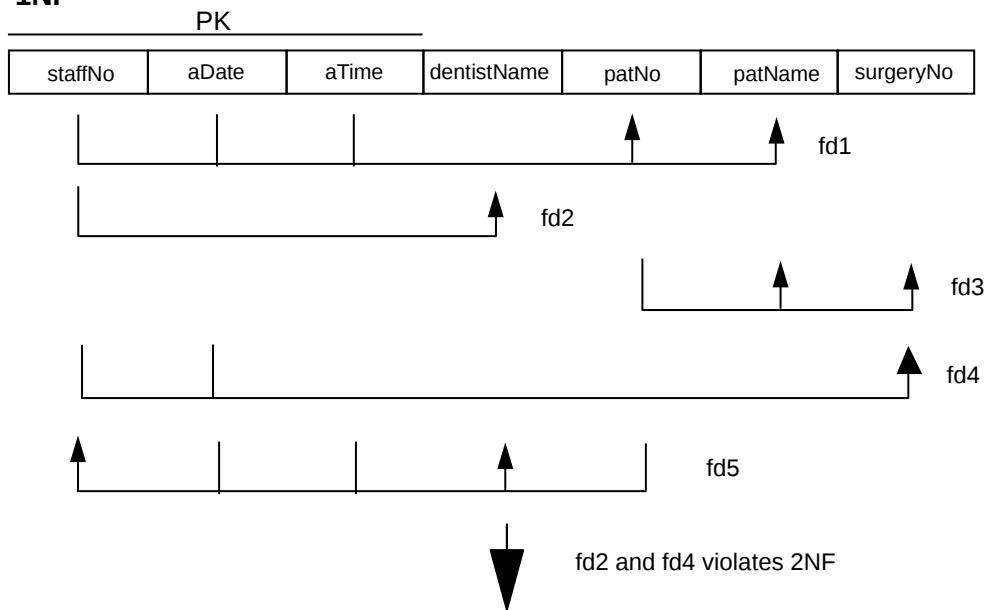 1NF
PK
staffNo aDate aTime dentistName patNo patName surgeryNo
fd1
fd2
fd3
fd4
fd5
fd2 and fd4 violates 2NF